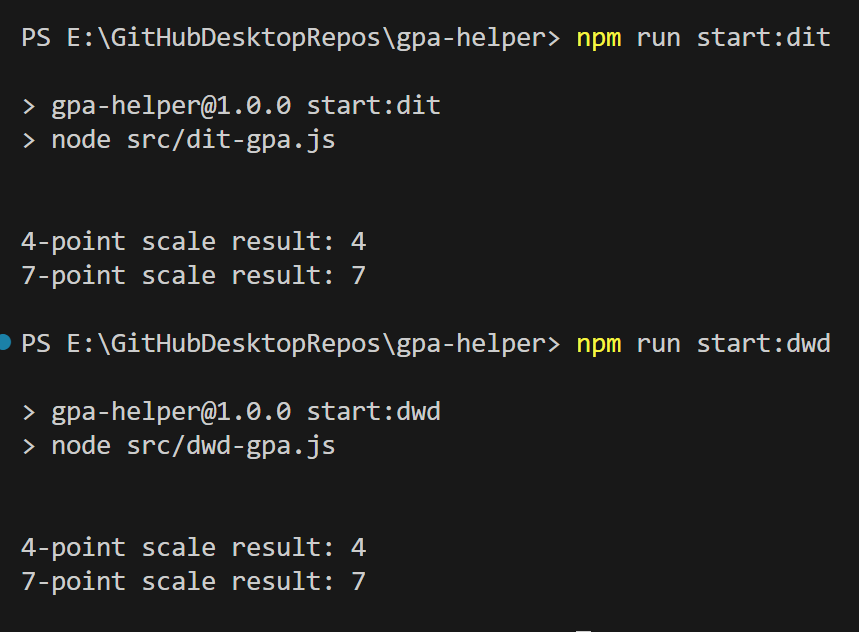 PS E:\GitHubDesktopRepos\gpa-helper> npm run start:dit
> gpa-helper@1.0.0 start:dit
> node src/dit-gpa.js
4-point scale result: 4
7-point scale result: 7
PS E:\GitHubDesktopRepos\gpa-helper> npm run start:dwd
> gpa-helper@1.0.0 start:dwd
> node src/dwd-gpa.js
4-point scale result: 4
7-point scale result: 7